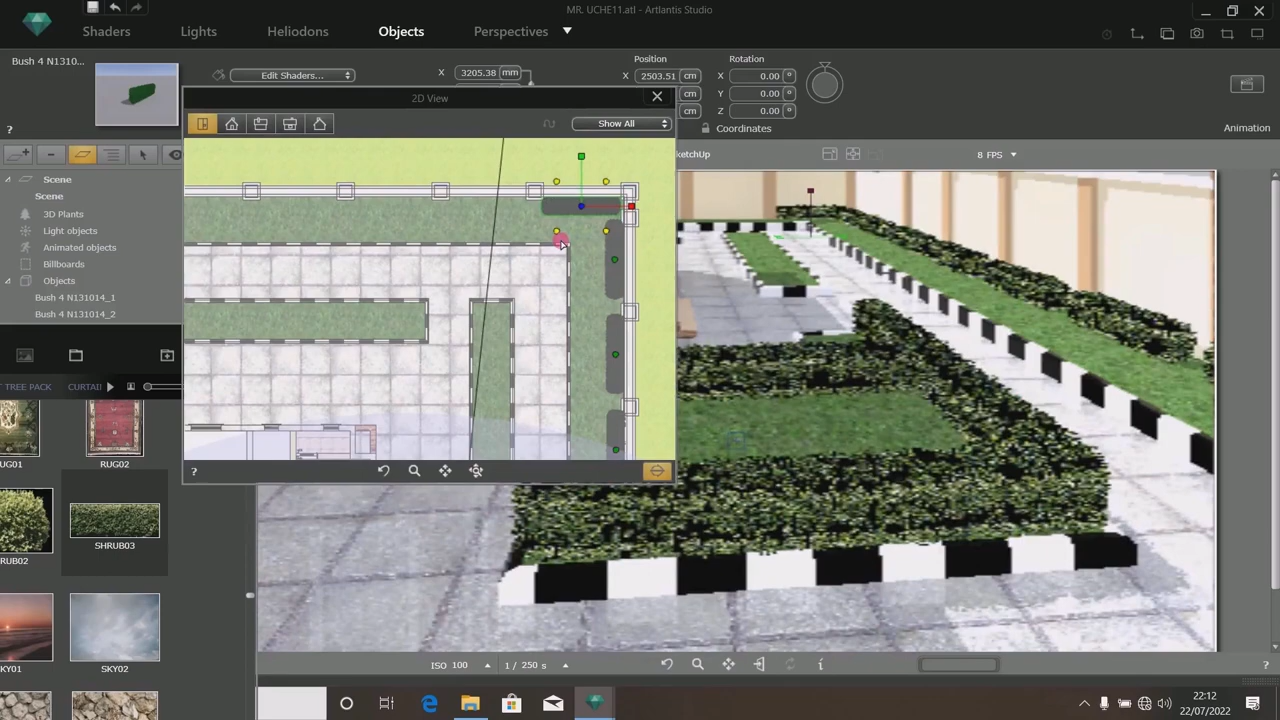 MR. UCHE11.atl - Artlantis Studio
Shaders
Lights
Heliodons
Objects
Perspectives
Bush 4 N1310...
Edit Shaders...
X 3205.38 mm
Position
X 2503.51 cm
cm
cm
Rotation
X 0.00 °
Y 0.00 °
Z 0.00 °
Coordinates
Animation
?
2D View
Show All
ketchUp
8 FPS
Scene
Scene
3D Plants
Light objects
Animated objects
Billboards
Objects
Bush 4 N131014_1
Bush 4 N131014_2
TREE PACK
CURTAI
UG01
RUG02
RUB02
SHRUB03
KY01
SKY02
?
ISO 100
1 / 250 s
?
22:12
22/07/2022